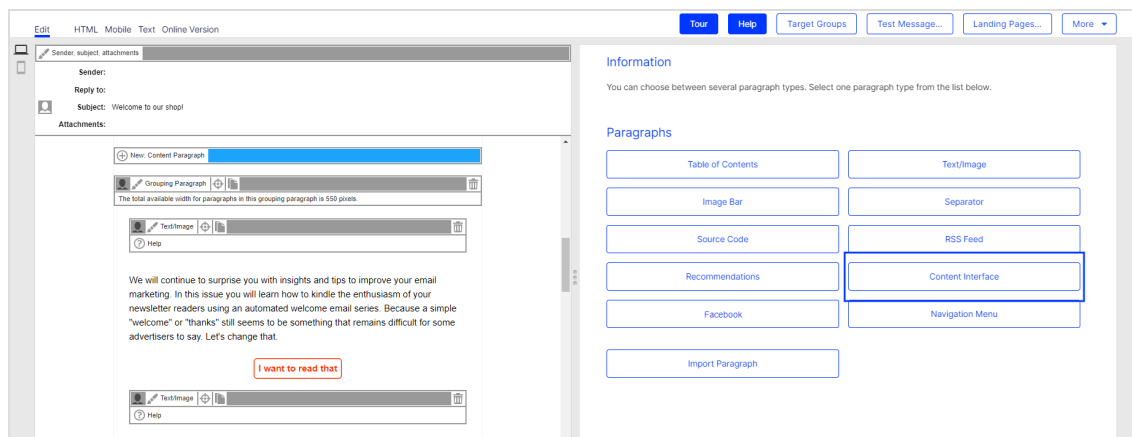 Edit HTML Mobile Text Online Version
Tour Help Target Groups Test Message... Landing Pages... More
Sender, subject, attachments
Sender:
Reply to:
Subject: Welcome to our shop!
Attachments:
New: Content Paragraph
Grouping Paragraph
The total available width for paragraphs in this grouping paragraph is 550 pixels.
Text/Image
Help
We will continue to surprise you with insights and tips to improve your email
marketing. In this issue you will learn how to kindle the enthusiasm of your
newsletter readers using an automated welcome email series. Because a simple
"welcome" or "thanks" still seems to be something that remains difficult for some
advertisers to say. Let's change that.
I want to read that
Text/Image
Help
Information
You can choose between several paragraph types. Select one paragraph type from the list below.
Paragraphs
Table of Contents Text/Image
Image Bar Separator
Source Code RSS Feed
Recommendations Content Interface
Facebook Navigation Menu
Import Paragraph